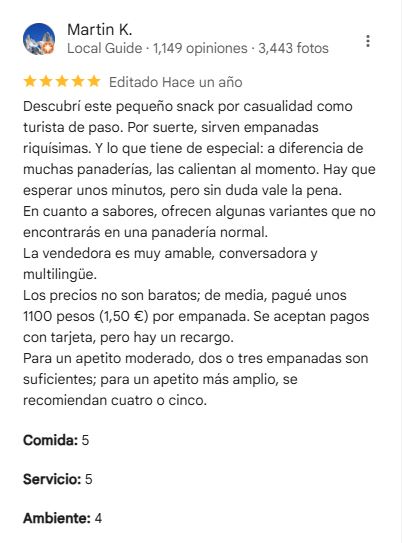 Martin K.
Local Guide · 1,149 opiniones · 3,443 fotos
Editado Hace un año
Descubrí este pequeño snack por casualidad como
turista de paso. Por suerte, sirven empanadas
riquísimas. Y lo que tiene de especial: a diferencia de
muchas panaderías, las calientan al momento. Hay que
esperar unos minutos, pero sin duda vale la pena.
En cuanto a sabores, ofrecen algunas variantes que no
encontrarás en una panadería normal.
La vendedora es muy amable, conversadora y
multilingüe.
Los precios no son baratos; de media, pagué unos
1100 pesos (1,50 €) por empanada. Se aceptan pagos
con tarjeta, pero hay un recargo.
Para un apetito moderado, dos o tres empanadas son
suficientes; para un apetito más amplio, se
recomiendan cuatro o cinco.
Comida: 5
Servicio: 5
Ambiente: 4